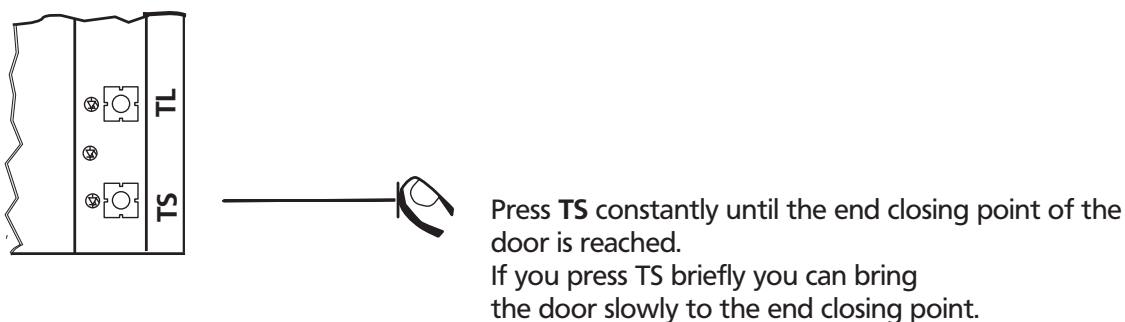 TL
TS
Press TS constantly until the end closing point of the
door is reached.
If you press TS briefly you can bring
the door slowly to the end closing point.